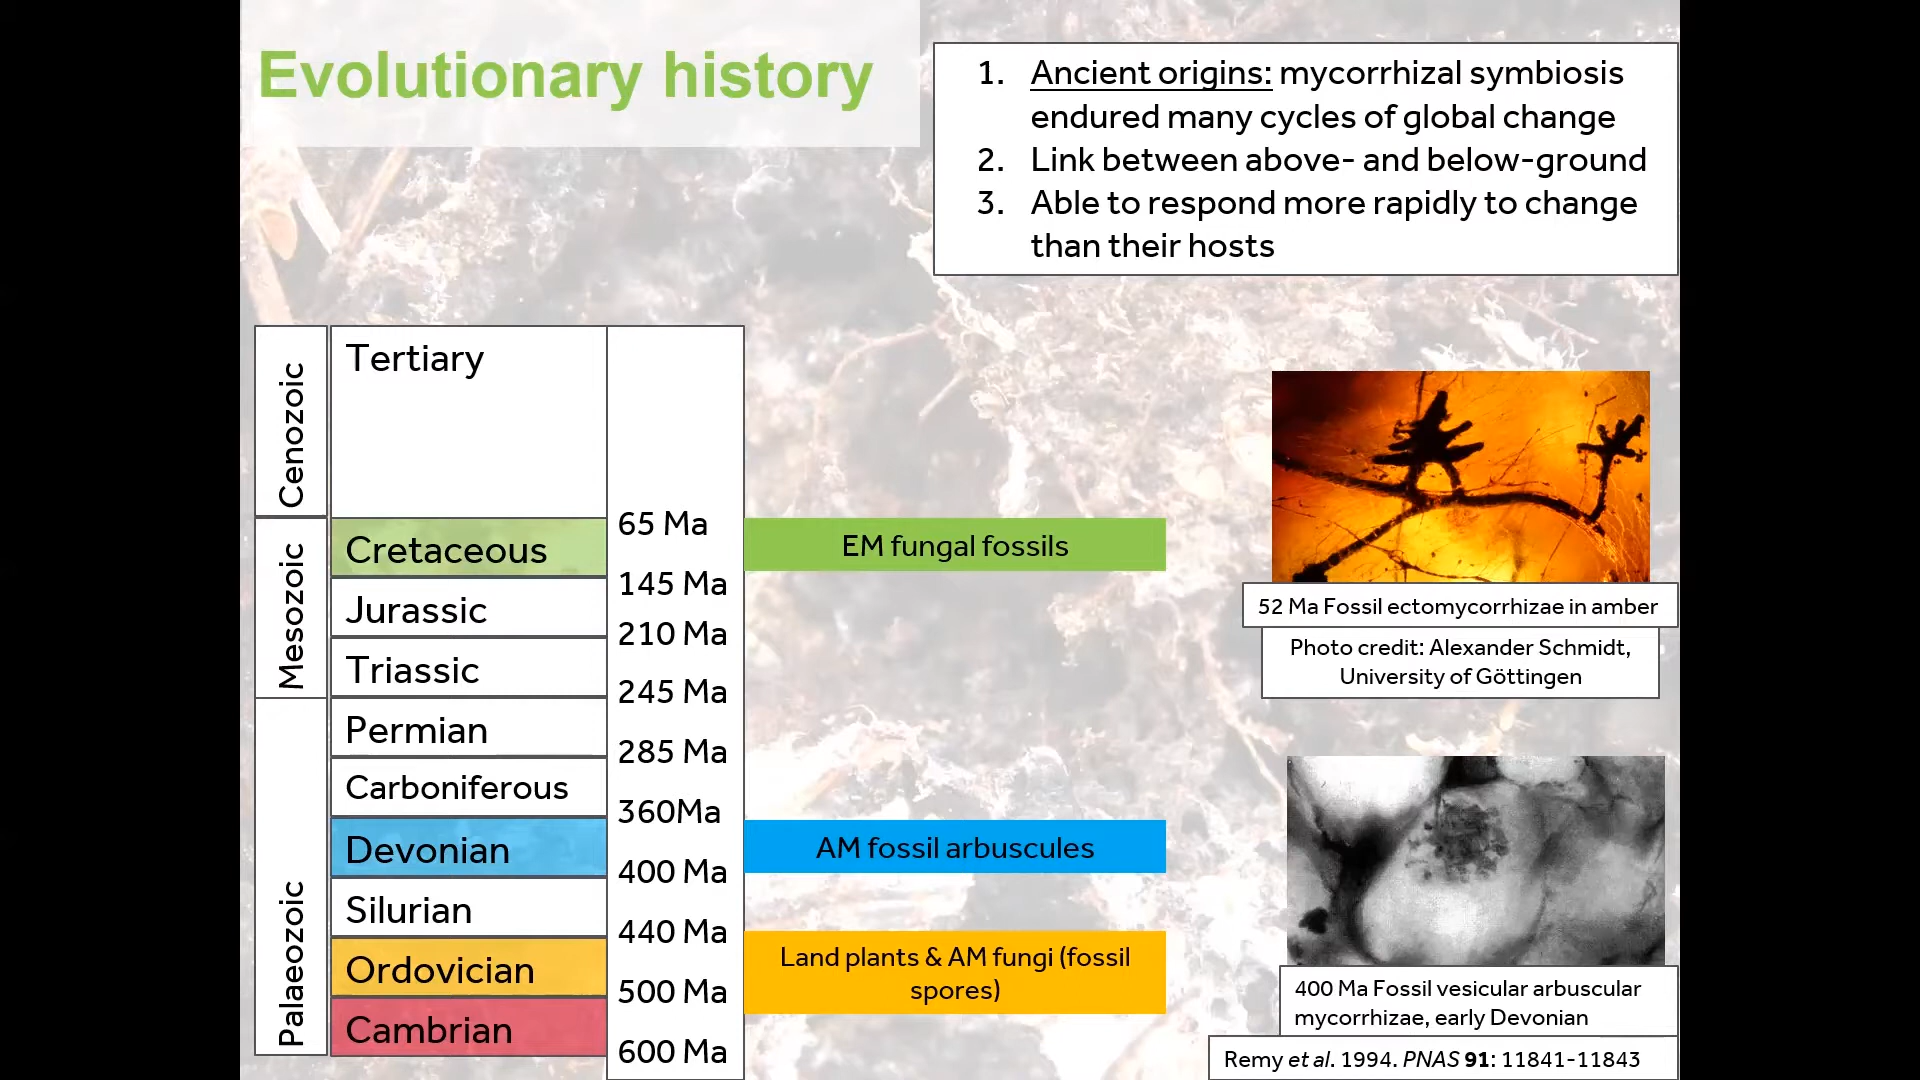 Evolutionary history
1. Ancient origins: mycorrhizal symbiosis
endured many cycles of global change
2. Link between above- and below-ground
3. Able to respond more rapidly to change
than their hosts
Cenozoic
Tertiary
65 Ma
Mesozoic
Cretaceous
EM fungal fossils
145 Ma
Jurassic
210 Ma
Triassic
245 Ma
Palaeozoic
Permian
285 Ma
Carboniferous
360Ma
Devonian
AM fossil arbuscules
400 Ma
Silurian
440 Ma
Ordovician
Land plants & AM fungi (fossil
spores)
500 Ma
Cambrian
600 Ma
52 Ma Fossil ectomycorrhizae in amber
Photo credit: Alexander Schmidt,
University of Göttingen
400 Ma Fossil vesicular arbuscular
mycorrhizae, early Devonian
Remy et al. 1994. PNAS 91: 11841-11843